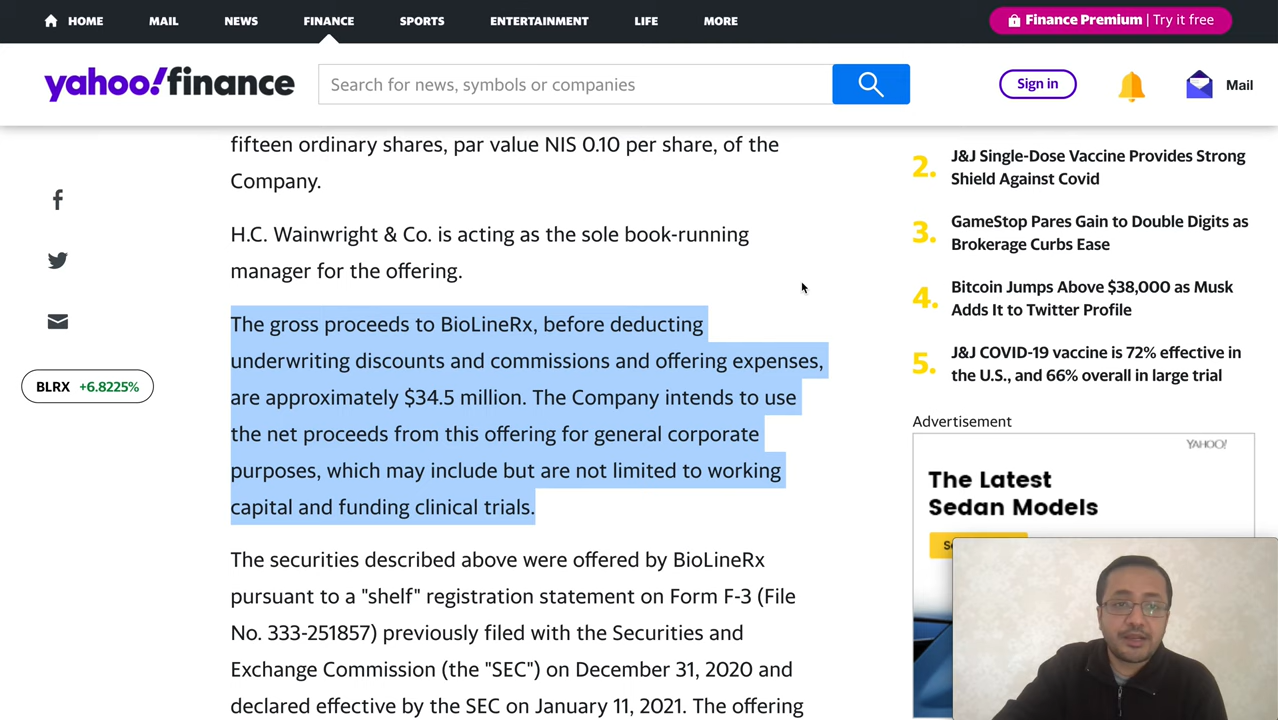 HOME
MAIL
NEWS
FINANCE
SPORTS
ENTERTAINMENT
LIFE
MORE
Finance Premium | Try it free
yahoo!finance
Search for news, symbols or companies
Sign in
Mail
fifteen ordinary shares, par value NIS 0.10 per share, of the
Company.
H.C. Wainwright & Co. is acting as the sole book-running
manager for the offering.
The gross proceeds to BioLineRx, before deducting
underwriting discounts and commissions and offering expenses,
are approximately $34.5 million. The Company intends to use
the net proceeds from this offering for general corporate
purposes, which may include but are not limited to working
capital and funding clinical trials.
The securities described above were offered by BioLineRx
pursuant to a "shelf" registration statement on Form F-3 (File
No. 333-251857) previously filed with the Securities and
Exchange Commission (the "SEC") on December 31, 2020 and
declared effective by the SEC on January 11, 2021. The offering
BLRX +6.8225%
2. J&J Single-Dose Vaccine Provides Strong
Shield Against Covid
3. GameStop Pares Gain to Double Digits as
Brokerage Curbs Ease
4. Bitcoin Jumps Above $38,000 as Musk
Adds It to Twitter Profile
5. J&J COVID-19 vaccine is 72% effective in
the U.S., and 66% overall in large trial
Advertisement
YAHOO!
The Latest
Sedan Models